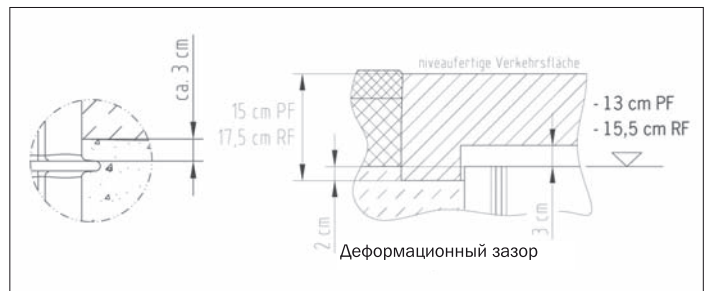 ca. 3 cm
niveaufertige Verkehrsfläche
15 cm PF
17,5 cm RF
- 13 cm PF
- 15,5 cm RF
2 cm
3 cm
Деформационный зазор